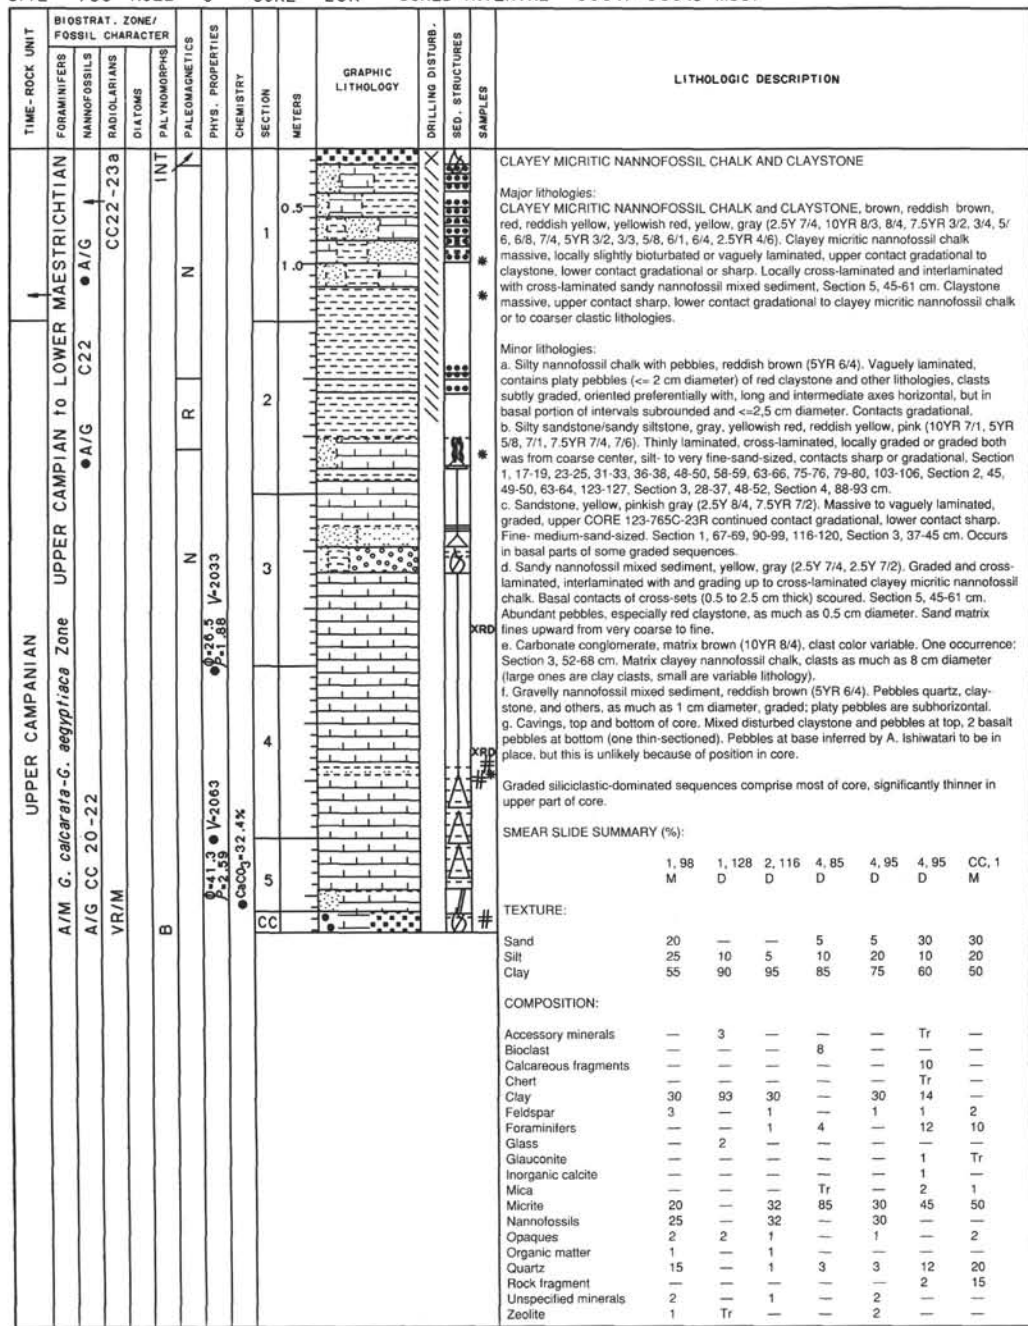 BIOSTRAT. ZONE/
FOSSIL CHARACTER
TIME-ROCK UNIT
FORAMINIFERS
NANNOFOSSILS
RADIOLARIANS
DIATOMS
PALYNOMORPHS
PALEOMAGNETICS
PHYS. PROPERTIES
CHEMISTRY
SECTION
METERS
GRAPHIC
LITHOLOGY
DRILLING DISTURB.
SED. STRUCTURES
SAMPLES
LITHOLOGIC DESCRIPTION
UPPER CAMPANIAN
UPPER CAMPIAN to LOWER MAESTRICHTIAN
A/M G. calcarata-G. aegyptiaca Zone
A/G CC 20-22
●A/G C22
●A/G
VR/M
CC22-23a
INT
B
N
R
N
●Φ=26.5 V-2033
ρ=1.88
●Φ=41.3 ● V-2063
ρ=2.59
●CaCO3=32.4%
1
2
3
4
5
CC
0.5
1.0
*
*
*
XRD
XRD
#
#*
#
CLAYEY MICRITIC NANNOFOSSIL CHALK AND CLAYSTONE
Major lithologies:
CLAYEY MICRITIC NANNOFOSSIL CHALK and CLAYSTONE, brown, reddish brown,
red, reddish yellow, yellowish red, yellow, gray (2.5Y 7/4, 10YR 8/3, 8/4, 7.5YR 3/2, 3/4, 5/
6, 6/8, 7/4, 5YR 3/2, 3/3, 5/8, 6/1, 6/4, 2.5YR 4/6). Clayey micritic nannofossil chalk
massive, locally slightly bioturbated or vaguely laminated, upper contact gradational to
claystone, lower contact gradational or sharp. Locally cross-laminated and interlaminated
with cross-laminated sandy nannofossil mixed sediment, Section 5, 45-61 cm. Claystone
massive, upper contact sharp, lower contact gradational to clayey micritic nannofossil chalk
or to coarser clastic lithologies.
Minor lithologies:
a. Silty nannofossil chalk with pebbles, reddish brown (5YR 6/4). Vaguely laminated,
contains platy pebbles (<= 2 cm diameter) of red claystone and other lithologies, clasts
subtly graded, oriented preferentially with, long and intermediate axes horizontal, but in
basal portion of intervals subrounded and <=2,5 cm diameter. Contacts gradational.
b. Silty sandstone/sandy siltstone, gray, yellowish red, reddish yellow, pink (10YR 7/1, 5YR
5/8, 7/1, 7.5YR 7/4, 7/6). Thinly laminated, cross-laminated, locally graded or graded both
was from coarse center, silt- to very fine-sand-sized, contacts sharp or gradational, Section
1, 17-19, 23-25, 31-33, 36-38, 48-50, 58-59, 63-66, 75-76, 79-80, 103-106, Section 2, 45,
49-50, 63-64, 123-127, Section 3, 28-37, 48-52, Section 4, 88-93 cm.
c. Sandstone, yellow, pinkish gray (2.5Y 8/4, 7.5YR 7/2). Massive to vaguely laminated,
graded, upper CORE 123-765C-23R continued contact gradational, lower contact sharp.
Fine- medium-sand-sized. Section 1, 67-69, 90-99, 116-120, Section 3, 37-45 cm. Occurs
in basal parts of some graded sequences.
d. Sandy nannofossil mixed sediment, yellow, gray (2.5Y 7/4, 2.5Y 7/2). Graded and cross-
laminated, interlaminated with and grading up to cross-laminated clayey micritic nannofossil
chalk. Basal contacts of cross-sets (0.5 to 2.5 cm thick) scoured. Section 5, 45-61 cm.
Abundant pebbles, especially red claystone, as much as 0.5 cm diameter. Sand matrix
fines upward from very coarse to fine.
e. Carbonate conglomerate, matrix brown (10YR 8/4), clast color variable. One occurrence:
Section 3, 52-68 cm. Matrix clayey nannofossil chalk, clasts as much as 8 cm diameter
(large ones are clay clasts, small are variable lithology).
f. Gravelly nannofossil mixed sediment, reddish brown (5YR 6/4). Pebbles quartz, clay-
stone, and others, as much as 1 cm diameter, graded; platy pebbles are subhorizontal.
g. Cavings, top and bottom of core. Mixed disturbed claystone and pebbles at top, 2 basalt
pebbles at bottom (one thin-sectioned). Pebbles at base inferred by A. Ishiwatari to be in
place, but this is unlikely because of position in core.
Graded siliciclastic-dominated sequences comprise most of core, significantly thinner in
upper part of core.
SMEAR SLIDE SUMMARY (%):
1, 98 1, 128 2, 116 4, 85 4, 95 4, 95 CC, 1
M D D D D D M
TEXTURE:
Sand 20 — — 5 5 30 30
Silt 25 10 5 10 20 10 20
Clay 55 90 95 85 75 60 50
COMPOSITION:
Accessory minerals — 3 — — — Tr —
Bioclast — — — 8 — — —
Calcareous fragments — — — — — 10 —
Chert — — — — — Tr —
Clay 30 93 30 — 30 14 —
Feldspar 3 — 1 — 1 1 2
Foraminifers — — 1 4 — 12 10
Glass — 2 — — — — —
Glauconite — — — — — 1 Tr
Inorganic calcite — — — — — 1 —
Mica — — — Tr — 2 1
Micrite 20 — 32 85 30 45 50
Nannofossils 25 — 32 — 30 — —
Opaques 2 2 1 — 1 — 2
Organic matter 1 — 1 — — — —
Quartz 15 — 1 3 3 12 20
Rock fragment — — — — — 2 15
Unspecified minerals 2 — 1 — 2 — —
Zeolite 1 Tr — — 2 — —